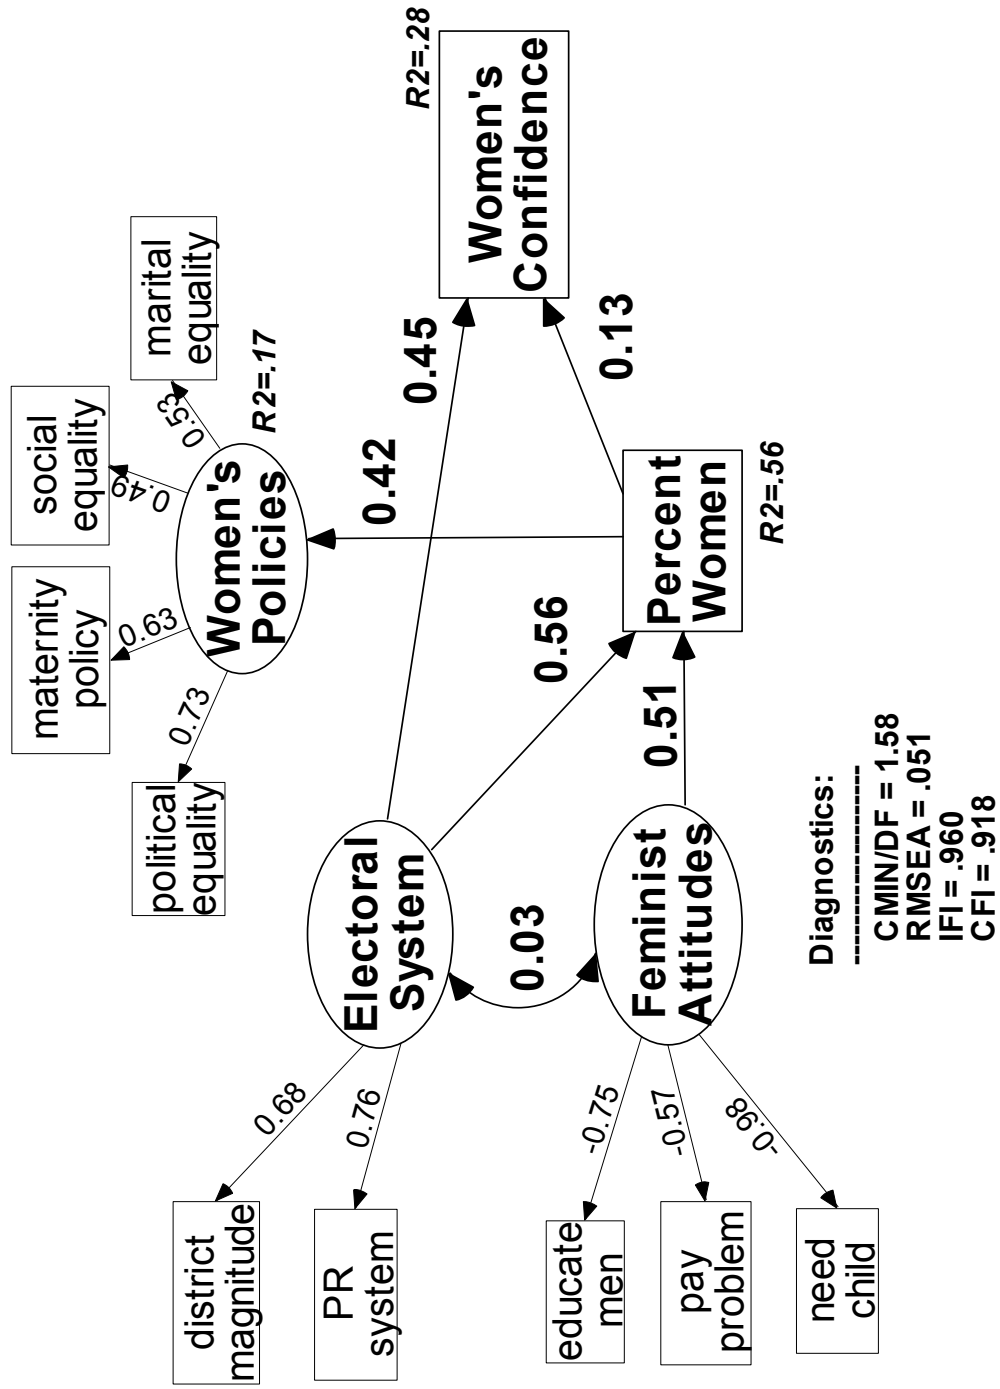 marital
equality
social
equality
maternity
policy
political
equality
0.53
0.49
0.63
0.73
Women's
Policies
R2=.17
R2=.28
Women's
Confidence
0.45
0.42
0.13
0.56
0.51
0.03
Percent
Women
R2=.56
Electoral
System
Feminist
Attitudes
0.68
0.76
-0.75
-0.57
-0.98
district
magnitude
PR
system
educate
men
pay
problem
need
child
Diagnostics:
-------------------
CMIN/DF = 1.58
RMSEA = .051
IFI = .960
CFI = .918